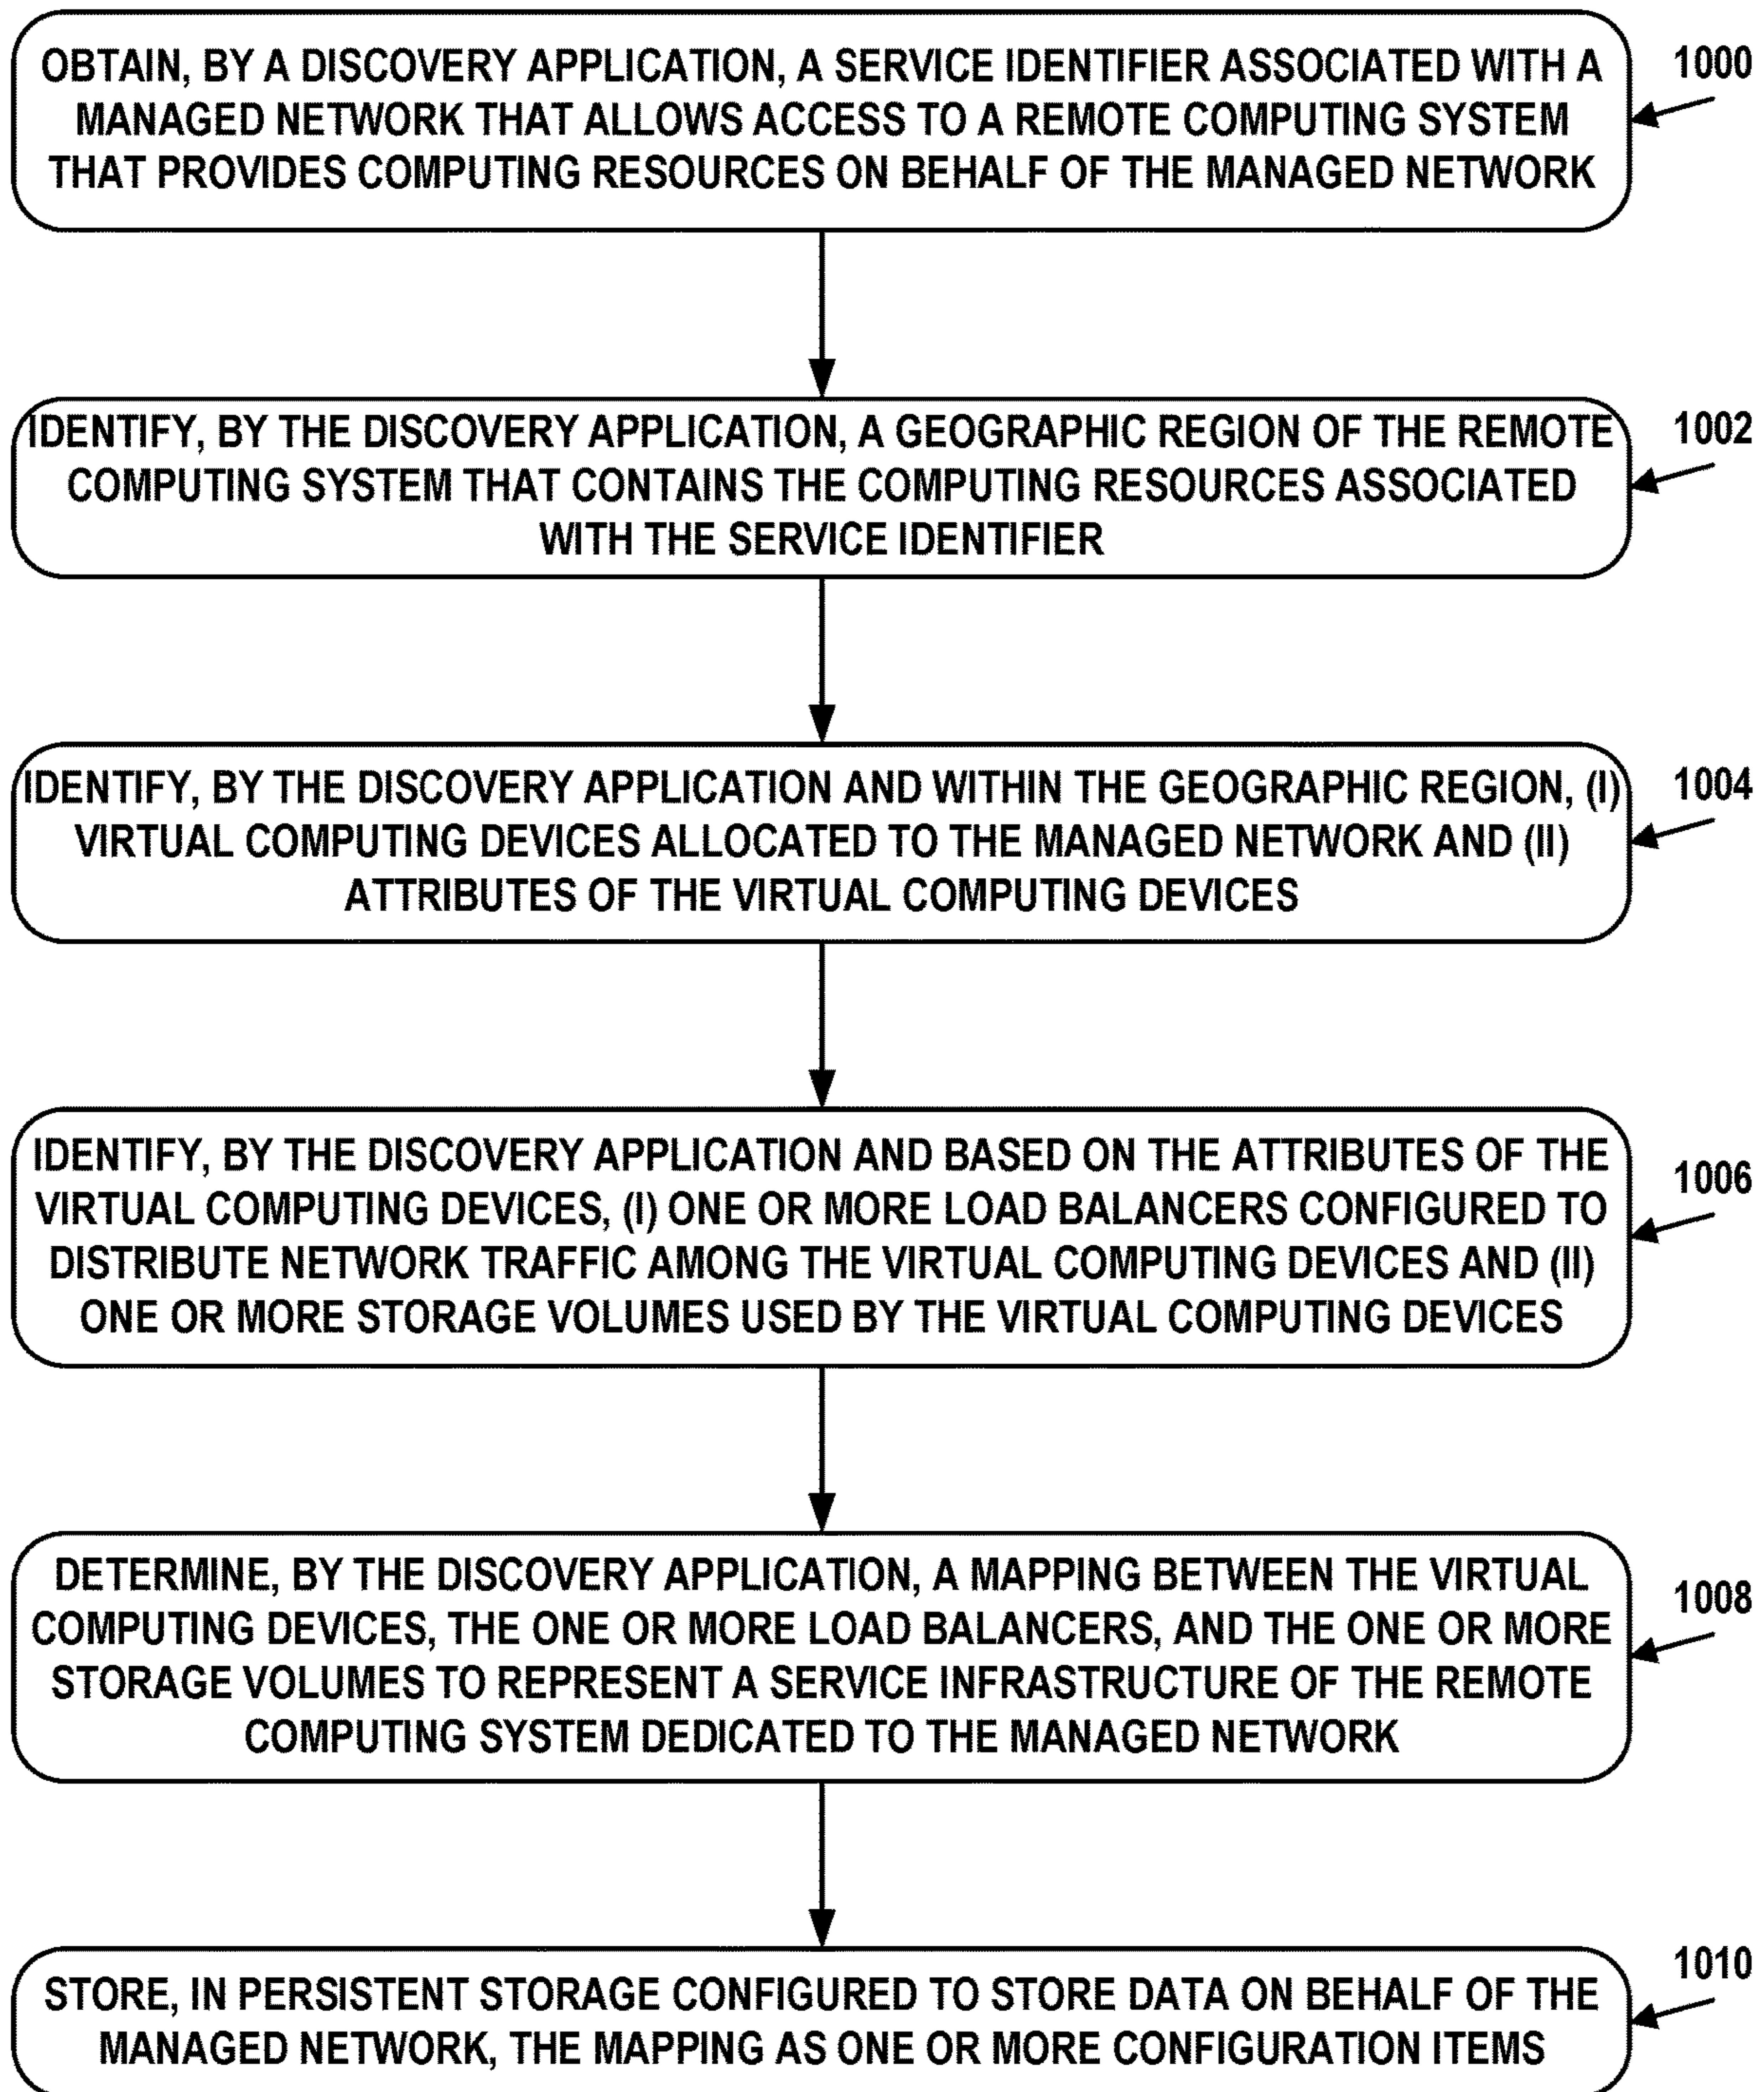 OBTAIN, BY A DISCOVERY APPLICATION, A SERVICE IDENTIFIER ASSOCIATED WITH A
MANAGED NETWORK THAT ALLOWS ACCESS TO A REMOTE COMPUTING SYSTEM
THAT PROVIDES COMPUTING RESOURCES ON BEHALF OF THE MANAGED NETWORK
1000
IDENTIFY, BY THE DISCOVERY APPLICATION, A GEOGRAPHIC REGION OF THE REMOTE
COMPUTING SYSTEM THAT CONTAINS THE COMPUTING RESOURCES ASSOCIATED
WITH THE SERVICE IDENTIFIER
1002
IDENTIFY, BY THE DISCOVERY APPLICATION AND WITHIN THE GEOGRAPHIC REGION, (I)
VIRTUAL COMPUTING DEVICES ALLOCATED TO THE MANAGED NETWORK AND (II)
ATTRIBUTES OF THE VIRTUAL COMPUTING DEVICES
1004
IDENTIFY, BY THE DISCOVERY APPLICATION AND BASED ON THE ATTRIBUTES OF THE
VIRTUAL COMPUTING DEVICES, (I) ONE OR MORE LOAD BALANCERS CONFIGURED TO
DISTRIBUTE NETWORK TRAFFIC AMONG THE VIRTUAL COMPUTING DEVICES AND (II)
ONE OR MORE STORAGE VOLUMES USED BY THE VIRTUAL COMPUTING DEVICES
1006
DETERMINE, BY THE DISCOVERY APPLICATION, A MAPPING BETWEEN THE VIRTUAL
COMPUTING DEVICES, THE ONE OR MORE LOAD BALANCERS, AND THE ONE OR MORE
STORAGE VOLUMES TO REPRESENT A SERVICE INFRASTRUCTURE OF THE REMOTE
COMPUTING SYSTEM DEDICATED TO THE MANAGED NETWORK
1008
STORE, IN PERSISTENT STORAGE CONFIGURED TO STORE DATA ON BEHALF OF THE
MANAGED NETWORK, THE MAPPING AS ONE OR MORE CONFIGURATION ITEMS
1010